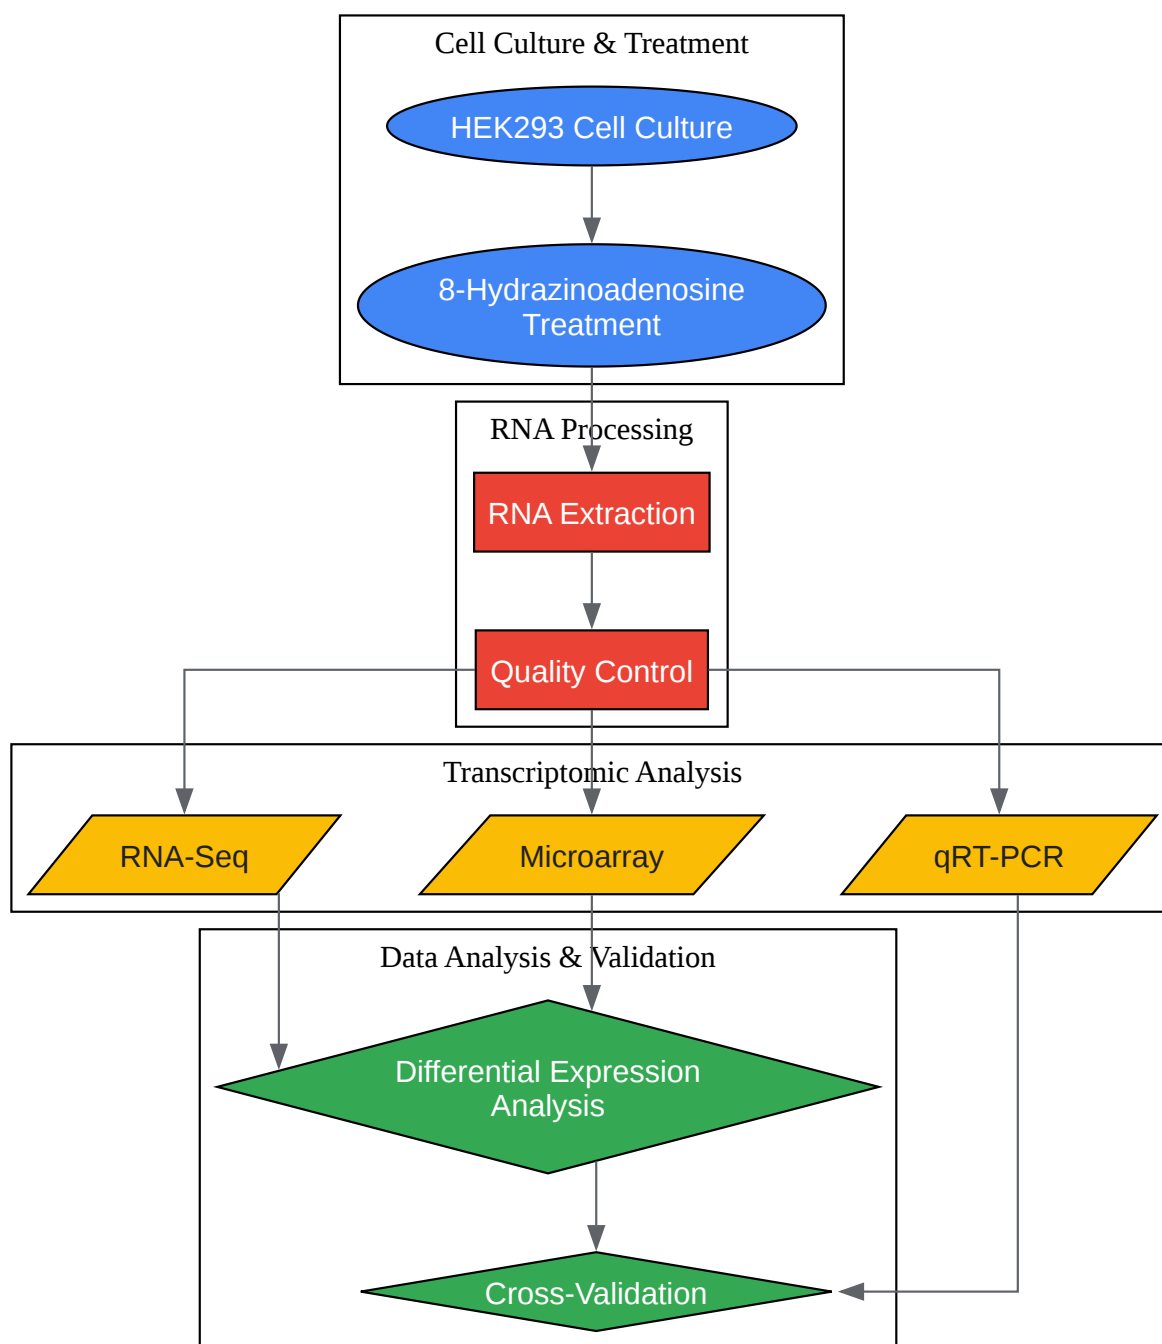 Cell Culture & Treatment
HEK293 Cell Culture
8-Hydrazinoadenosine
Treatment
RNA Processing
RNA Extraction
Quality Control
Transcriptomic Analysis
RNA-Seq
Microarray
qRT-PCR
Data Analysis & Validation
Differential Expression
Analysis
Cross-Validation